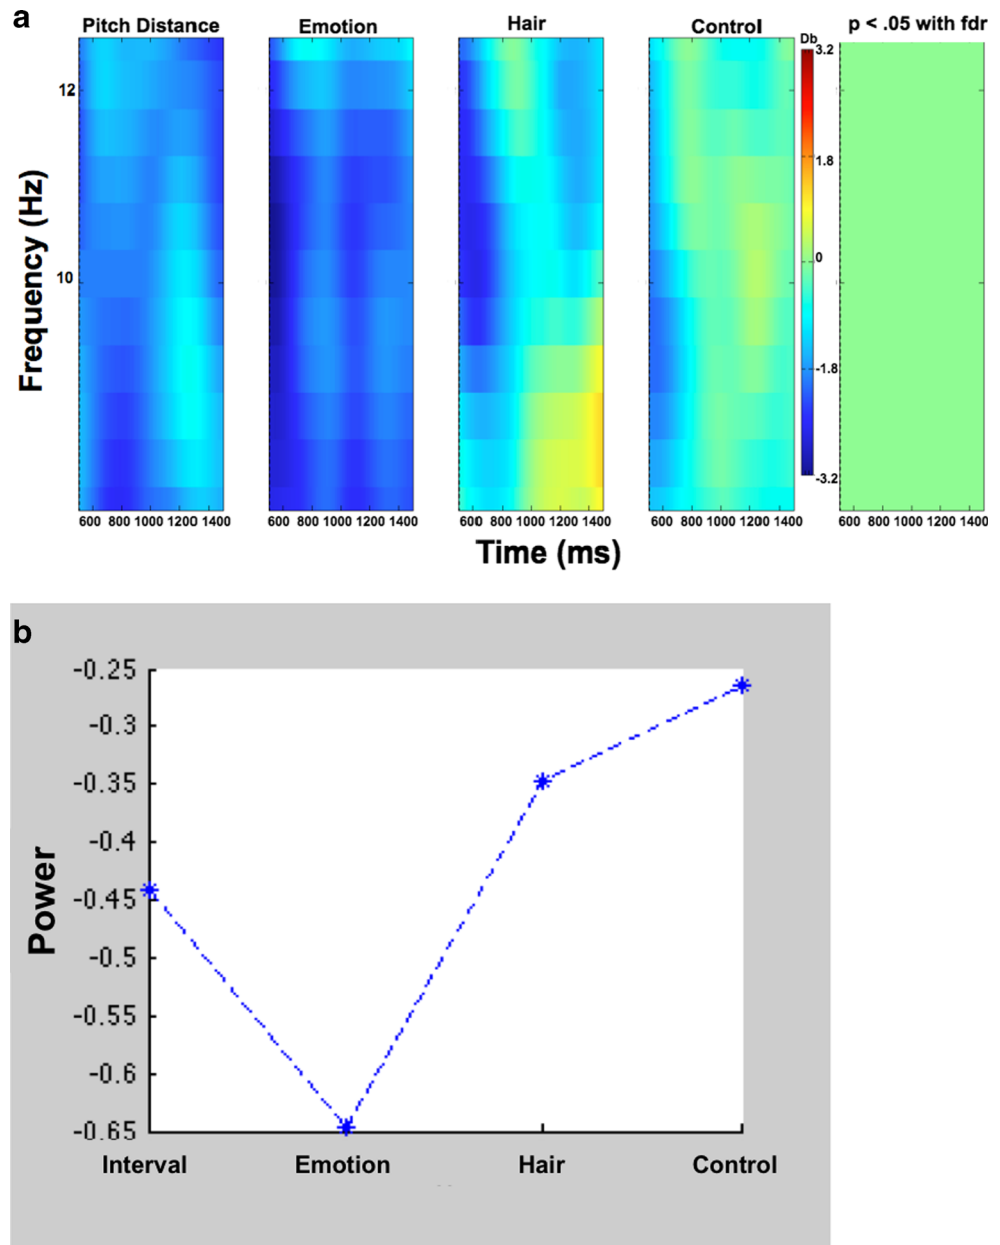 a
Pitch Distance Emotion Hair Control p < .05 with fdr
Db
3.2
12
1.8
Frequency (Hz)
0
10
-1.8
-3.2
600 800 1000 1200 1400 600 800 1000 1200 1400 600 800 1000 1200 1400 600 800 1000 1200 1400 600 800 1000 1200 1400
Time (ms)
b
-0.25
-0.3
-0.35
-0.4
Power
-0.45
-0.5
-0.55
-0.6
-0.65
Interval Emotion Hair Control